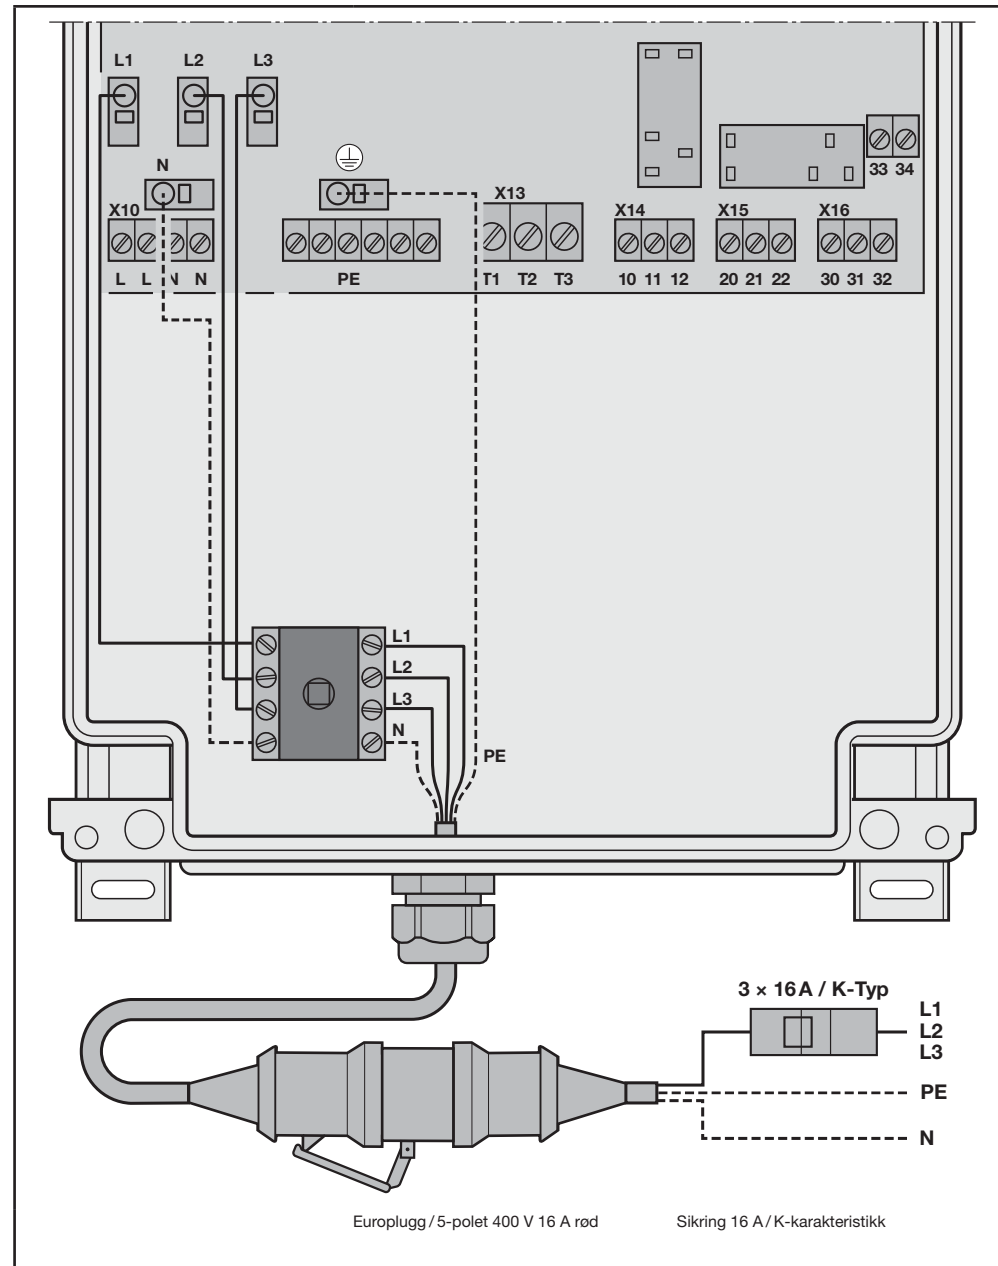 L1 L2 L3
N
X13
33 34
X10 X14 X15 X16
L L N N PE T1 T2 T3 10 11 12 20 21 22 30 31 32
L1
L2
L3
N
PE
3 × 16 A / K-Typ
L1
L2
L3
PE
N
Europlugg / 5-polet 400 V 16 A rød
Sikring 16 A / K-karakteristikk